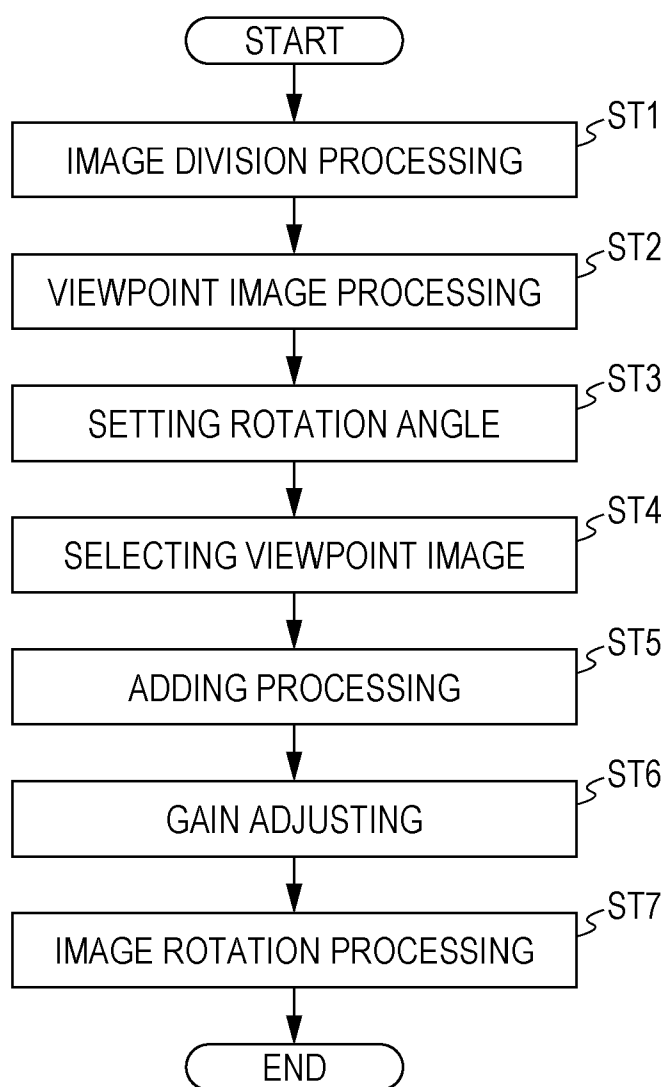 START
ST1
IMAGE DIVISION PROCESSING
ST2
VIEWPOINT IMAGE PROCESSING
ST3
SETTING ROTATION ANGLE
ST4
SELECTING VIEWPOINT IMAGE
ST5
ADDING PROCESSING
ST6
GAIN ADJUSTING
ST7
IMAGE ROTATION PROCESSING
END